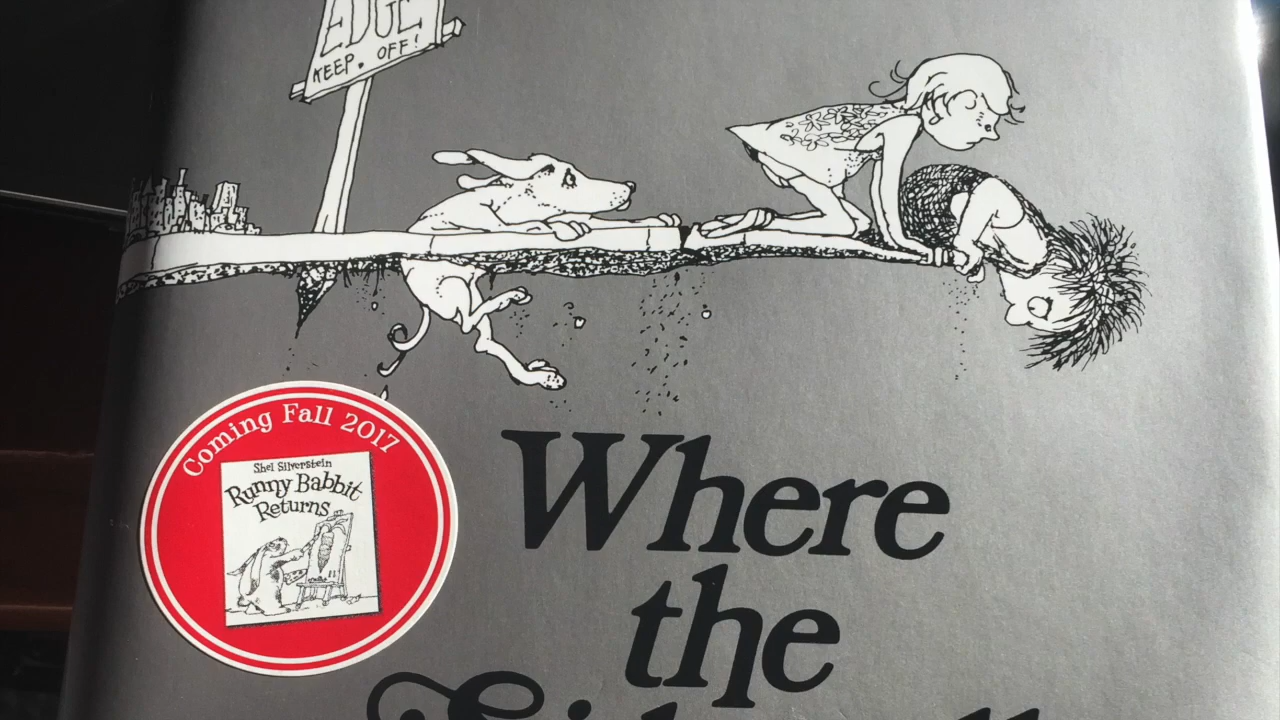 EDGE
KEEP. OFF!
Coming Fall 2017
Shel Silverstein
Runny Babbit
Returns
Where
the